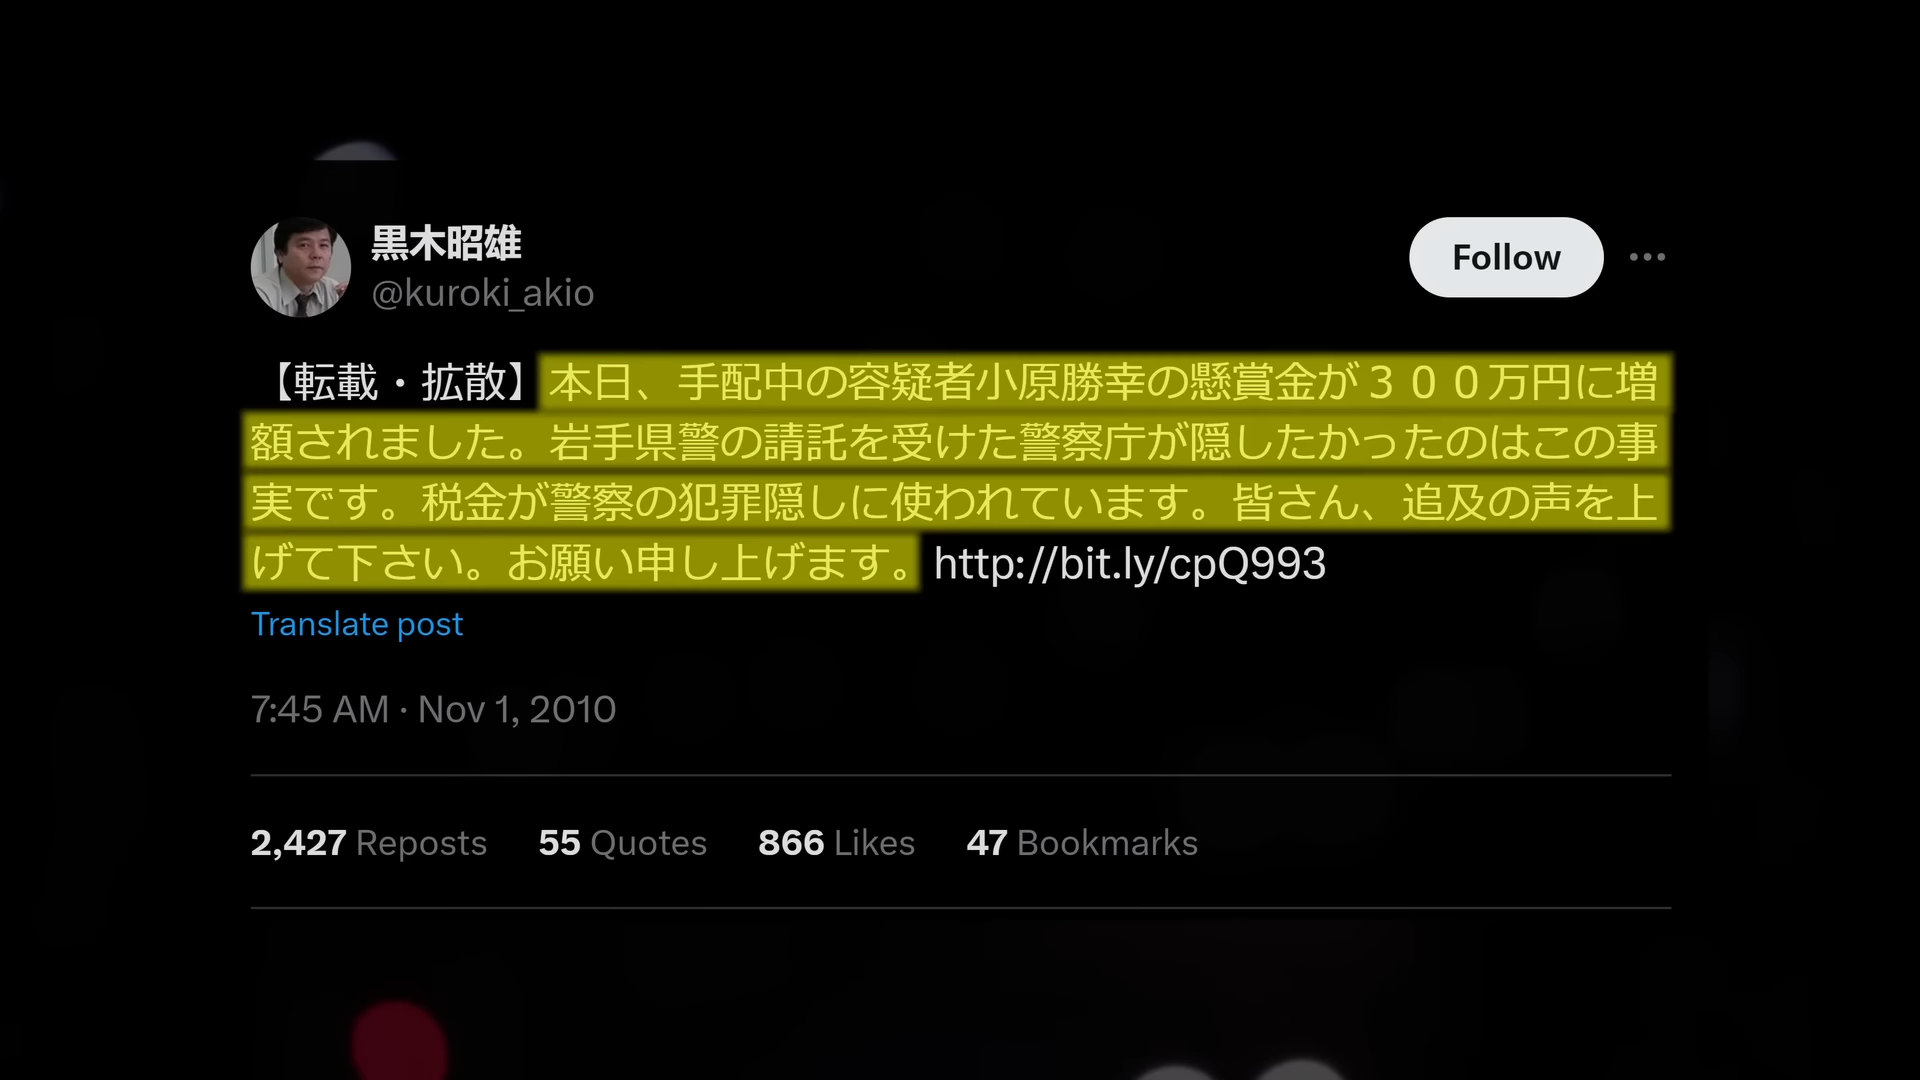 黒木昭雄
@kuroki_akio
Follow
【転載・拡散】本日、手配中の容疑者小原勝幸の懸賞金が３００万円に増
額されました。岩手県警の請託を受けた警察庁が隠したかったのはこの事
実です。税金が警察の犯罪隠しに使われています。皆さん、追及の声を上
げて下さい。お願い申し上げます。 http://bit.ly/cpQ993
Translate post
7:45 AM · Nov 1, 2010
2,427 Reposts 55 Quotes 866 Likes 47 Bookmarks